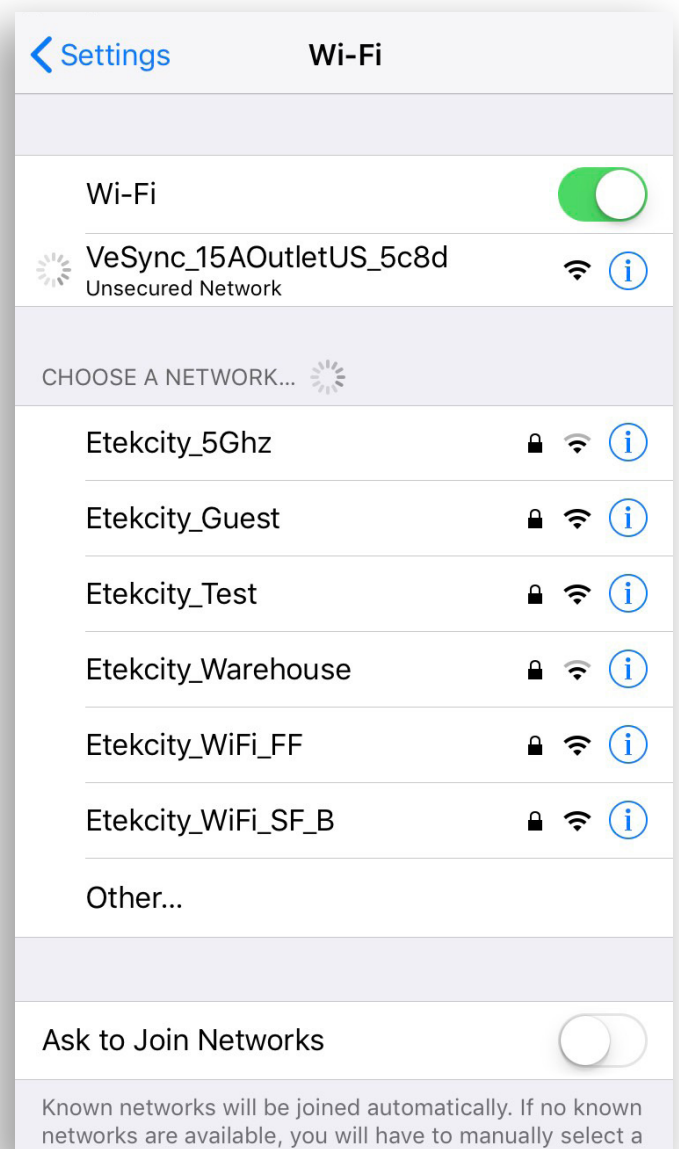 Settings
Wi-Fi
Wi-Fi
VeSync_15AOutletUS_5c8d
Unsecured Network
CHOOSE A NETWORK...
Etekcity_5Ghz
Etekcity_Guest
Etekcity_Test
Etekcity_Warehouse
Etekcity_WiFi_FF
Etekcity_WiFi_SF_B
Other...
Ask to Join Networks
Known networks will be joined automatically. If no known
networks are available, you will have to manually select a